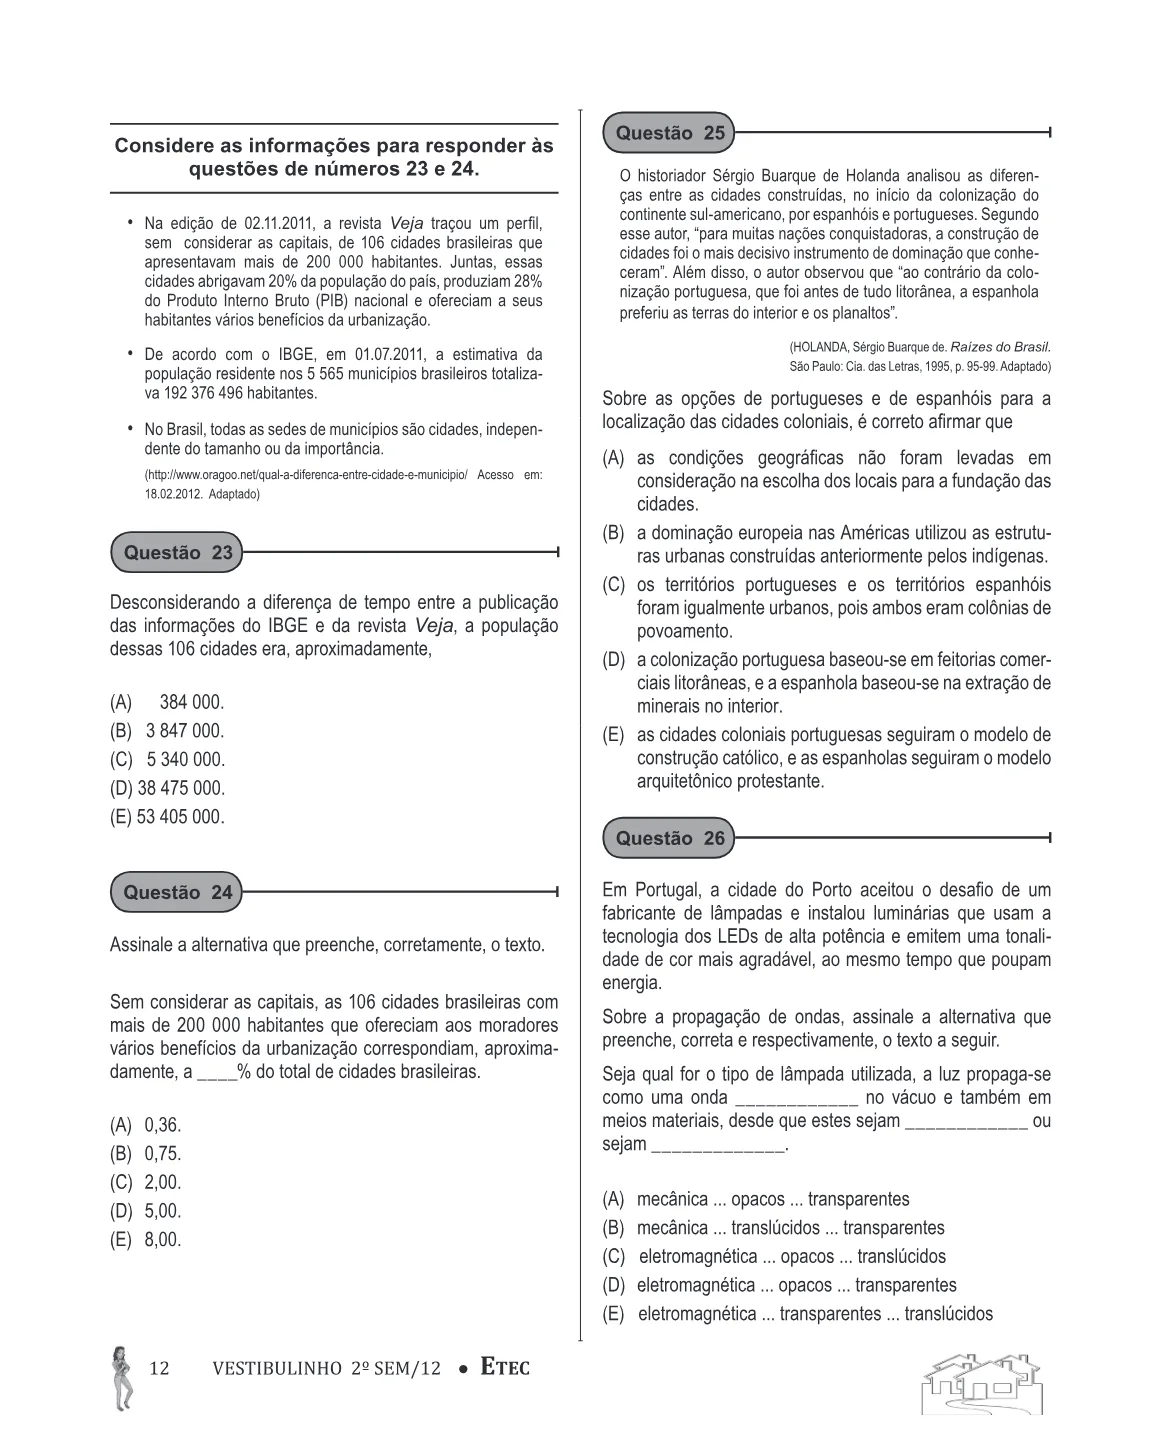 Considere as informações para responder às
questões de números 23 e 24.
• Na edição de 02.11.2011, a revista Veja traçou um perfil,
sem considerar as capitais, de 106 cidades brasileiras que
apresentavam mais de 200 000 habitantes. Juntas, essas
cidades abrigavam 20% da população do país, produziam 28%
do Produto Interno Bruto (PIB) nacional e ofereciam a seus
habitantes vários benefícios da urbanização.
• De acordo com o IBGE, em 01.07.2011, a estimativa da
população residente nos 5 565 municípios brasileiros totaliza-
va 192 376 496 habitantes.
• No Brasil, todas as sedes de municípios são cidades, indepen-
dente do tamanho ou da importância.
(http://www.oragoo.net/qual-a-diferenca-entre-cidade-e-municipio/ Acesso em:
18.02.2012. Adaptado)
Questão 23
Desconsiderando a diferença de tempo entre a publicação
das informações do IBGE e da revista Veja, a população
dessas 106 cidades era, aproximadamente,
(A) 384 000.
(B) 3 847 000.
(C) 5 340 000.
(D) 38 475 000.
(E) 53 405 000.
Questão 24
Assinale a alternativa que preenche, corretamente, o texto.
Sem considerar as capitais, as 106 cidades brasileiras com
mais de 200 000 habitantes que ofereciam aos moradores
vários benefícios da urbanização correspondiam, aproxima-
damente, a ____% do total de cidades brasileiras.
(A) 0,36.
(B) 0,75.
(C) 2,00.
(D) 5,00.
(E) 8,00.
Questão 25
O historiador Sérgio Buarque de Holanda analisou as diferen-
ças entre as cidades construídas, no início da colonização do
continente sul-americano, por espanhóis e portugueses. Segundo
esse autor, “para muitas nações conquistadoras, a construção de
cidades foi o mais decisivo instrumento de dominação que conhe-
ceram”. Além disso, o autor observou que “ao contrário da colo-
nização portuguesa, que foi antes de tudo litorânea, a espanhola
preferiu as terras do interior e os planaltos”.
(HOLANDA, Sérgio Buarque de. Raízes do Brasil.
São Paulo: Cia. das Letras, 1995, p. 95-99. Adaptado)
Sobre as opções de portugueses e de espanhóis para a
localização das cidades coloniais, é correto afirmar que
(A) as condições geográficas não foram levadas em
consideração na escolha dos locais para a fundação das
cidades.
(B) a dominação europeia nas Américas utilizou as estrutu-
ras urbanas construídas anteriormente pelos indígenas.
(C) os territórios portugueses e os territórios espanhóis
foram igualmente urbanos, pois ambos eram colônias de
povoamento.
(D) a colonização portuguesa baseou-se em feitorias comer-
ciais litorâneas, e a espanhola baseou-se na extração de
minerais no interior.
(E) as cidades coloniais portuguesas seguiram o modelo de
construção católico, e as espanholas seguiram o modelo
arquitetônico protestante.
Questão 26
Em Portugal, a cidade do Porto aceitou o desafio de um
fabricante de lâmpadas e instalou luminárias que usam a
tecnologia dos LEDs de alta potência e emitem uma tonali-
dade de cor mais agradável, ao mesmo tempo que poupam
energia.
Sobre a propagação de ondas, assinale a alternativa que
preenche, correta e respectivamente, o texto a seguir.
Seja qual for o tipo de lâmpada utilizada, a luz propaga-se
como uma onda ____________ no vácuo e também em
meios materiais, desde que estes sejam ____________ ou
sejam _____________.
(A) mecânica ... opacos ... transparentes
(B) mecânica ... translúcidos ... transparentes
(C) eletromagnética ... opacos ... translúcidos
(D) eletromagnética ... opacos ... transparentes
(E) eletromagnética ... transparentes ... translúcidos
12 VESTIBULINHO 2º SEM/12 • ETEC